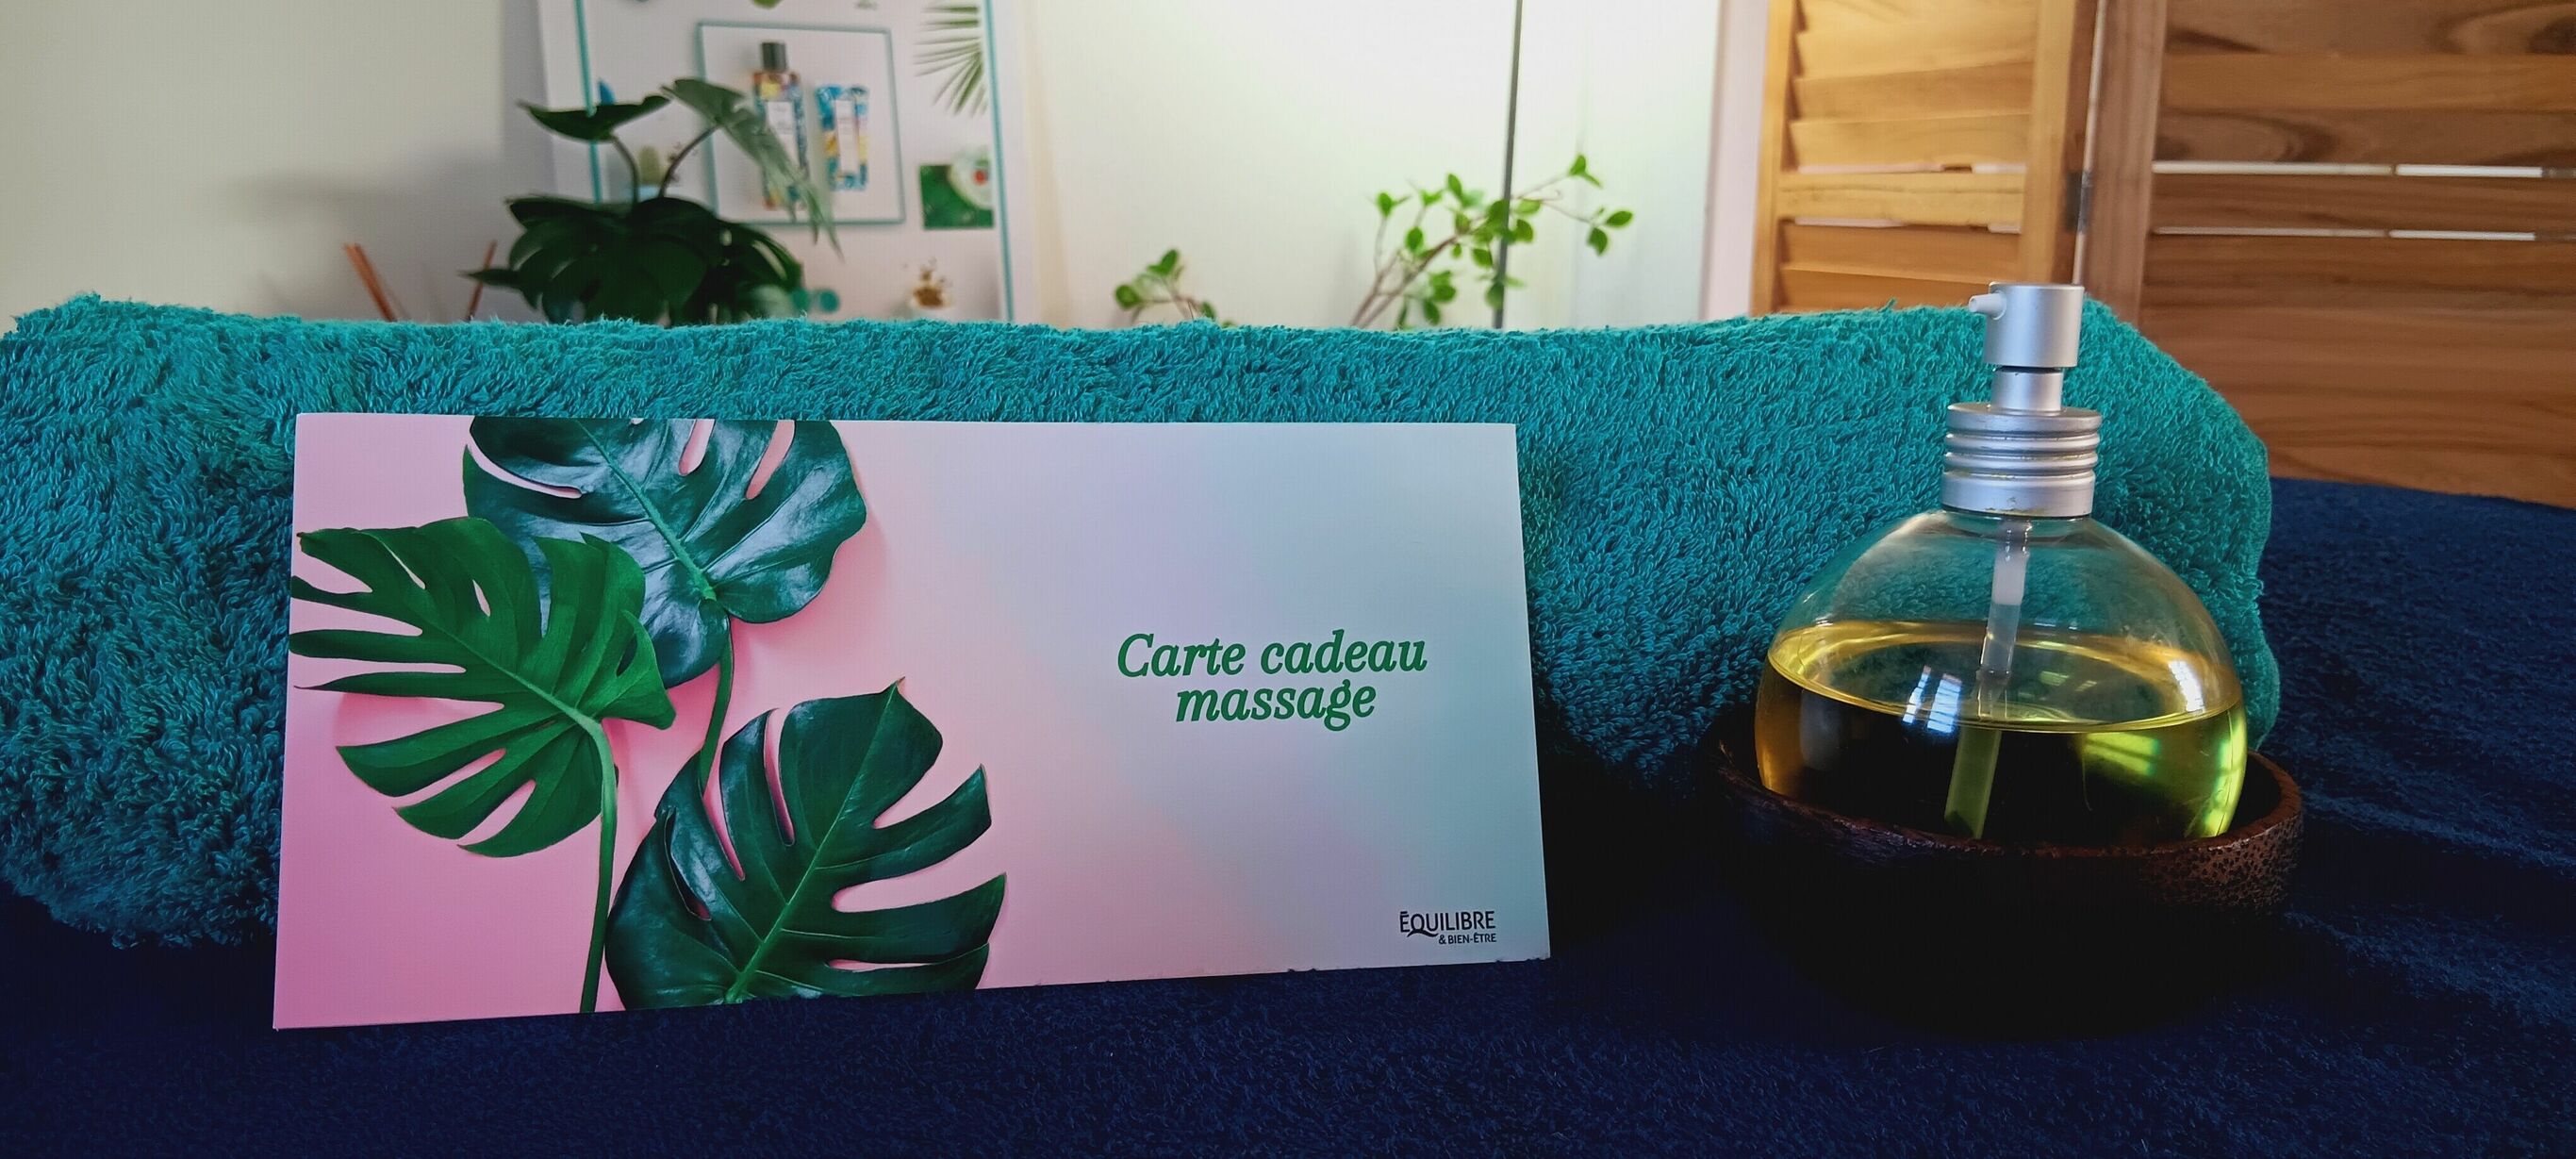 Carte cadeau
massage
ÉQUILIBRE
& BIEN-ÊTRE